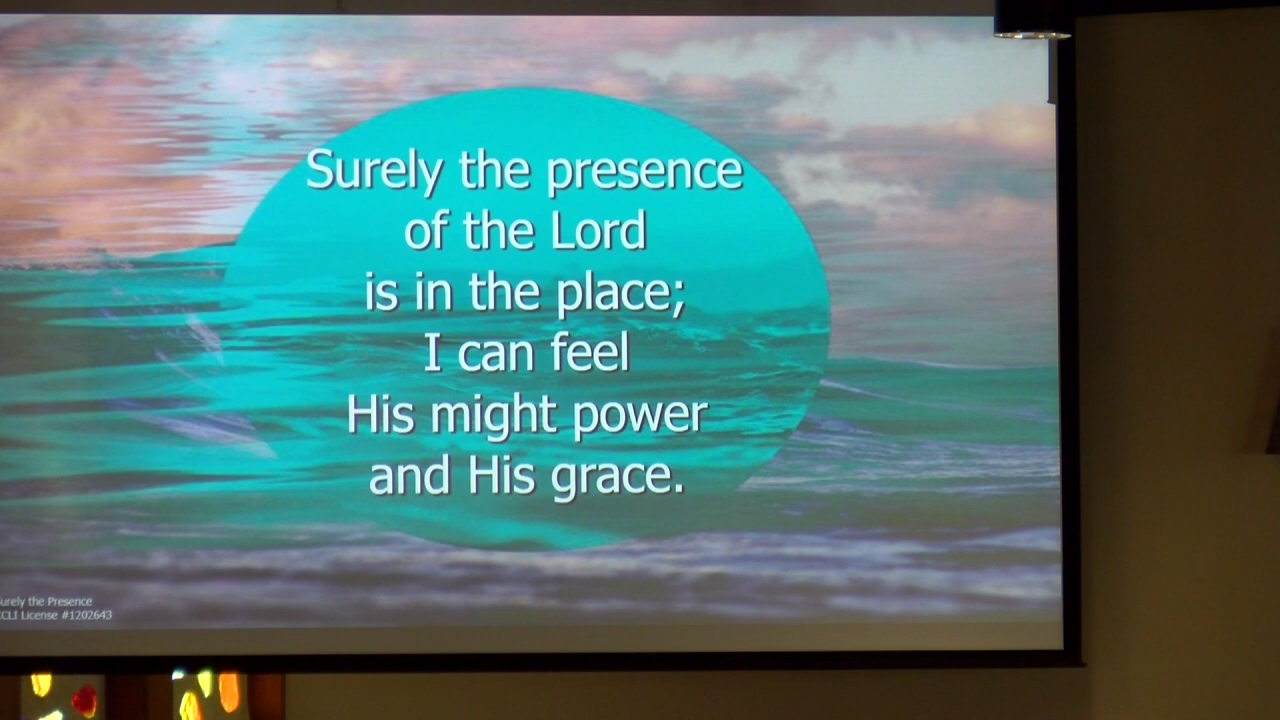 Surely the presence
of the Lord
is in the place;
I can feel
His might power
and His grace.
urely the Presence
CLI License #1202643